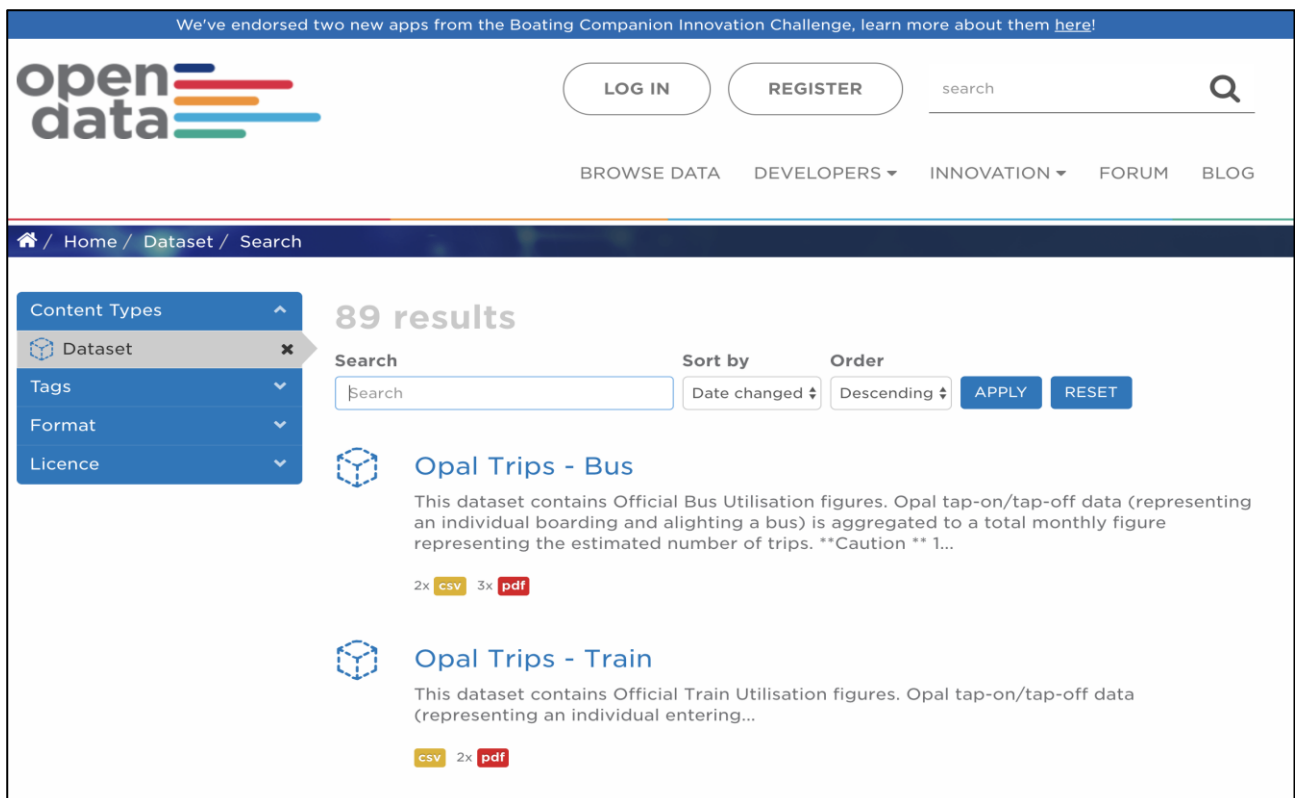 We've endorsed two new apps from the Boating Companion Innovation Challenge, learn more about them here!
open
data
LOG IN
REGISTER
search
BROWSE DATA
DEVELOPERS
INNOVATION
FORUM
BLOG
/ Home / Dataset / Search
Content Types
Dataset
Tags
Format
Licence
89 results
Search
Sort by
Order
Search
Date changed
Descending
APPLY
RESET
Opal Trips - Bus
This dataset contains Official Bus Utilisation figures. Opal tap-on/tap-off data (representing
an individual boarding and alighting a bus) is aggregated to a total monthly figure
representing the estimated number of trips. **Caution ** 1...
2x csv 3x pdf
Opal Trips - Train
This dataset contains Official Train Utilisation figures. Opal tap-on/tap-off data
(representing an individual entering...
csv 2x pdf